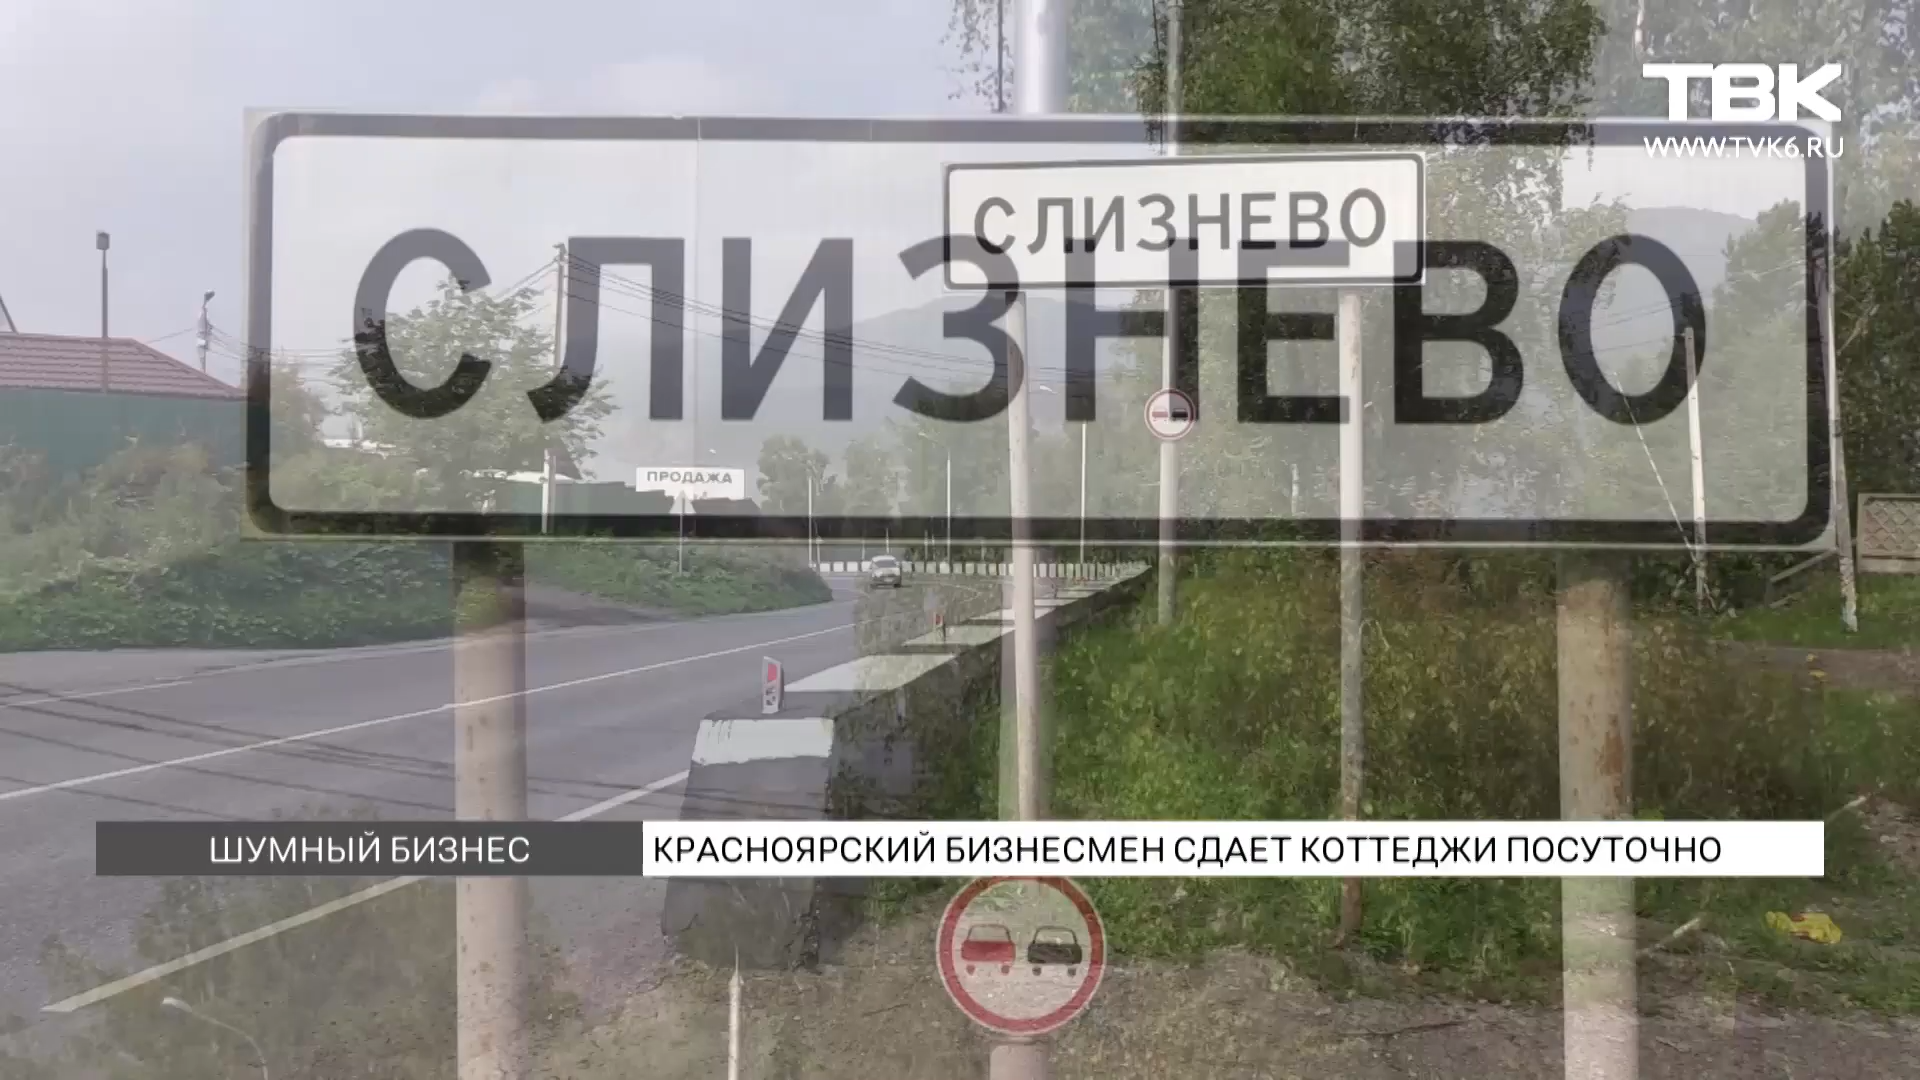 ТВК
WWW.TVK6.RU
СЛИЗНЕВО
СЛИЗНЕВО
ПРОДАЖА
ШУМНЫЙ БИЗНЕС
КРАСНОЯРСКИЙ БИЗНЕСМЕН СДАЕТ КОТТЕДЖИ ПОСУТОЧНО